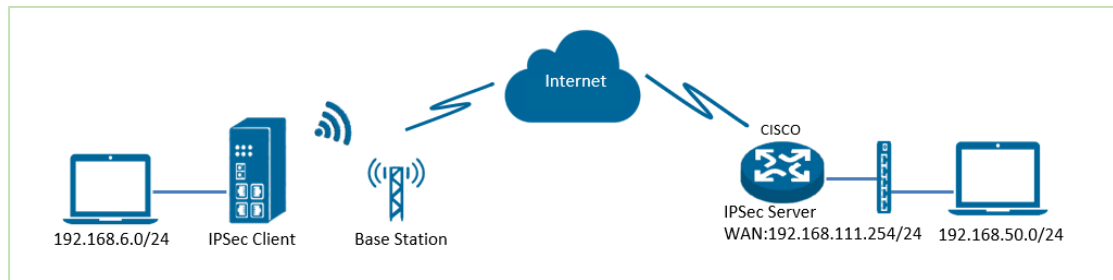 Internet
CISCO
IPSec Server
WAN:192.168.111.254/24
192.168.6.0/24
IPSec Client
Base Station
192.168.50.0/24